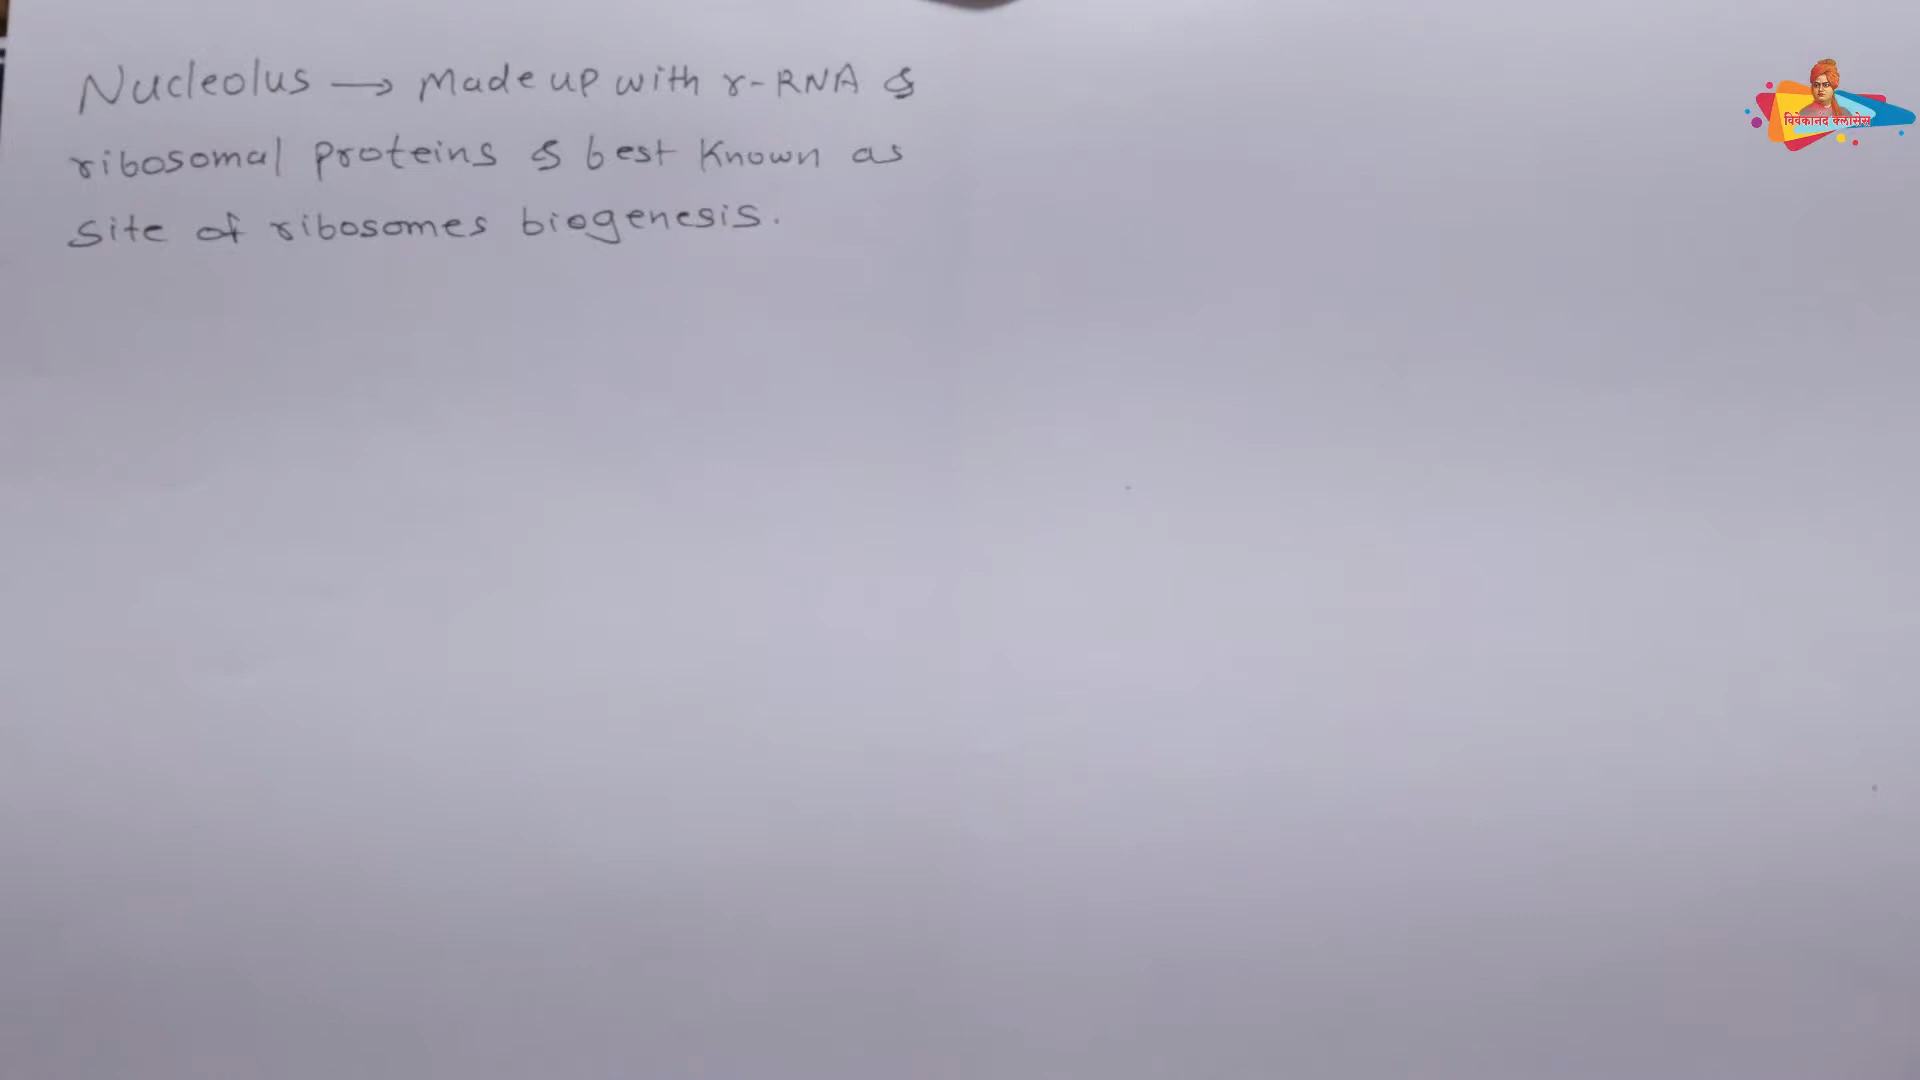 Nucleolus → Made up with r-RNA &
ribosomal proteins & best known as
site of ribosomes biogenesis.
विवेकानंद क्लासेस